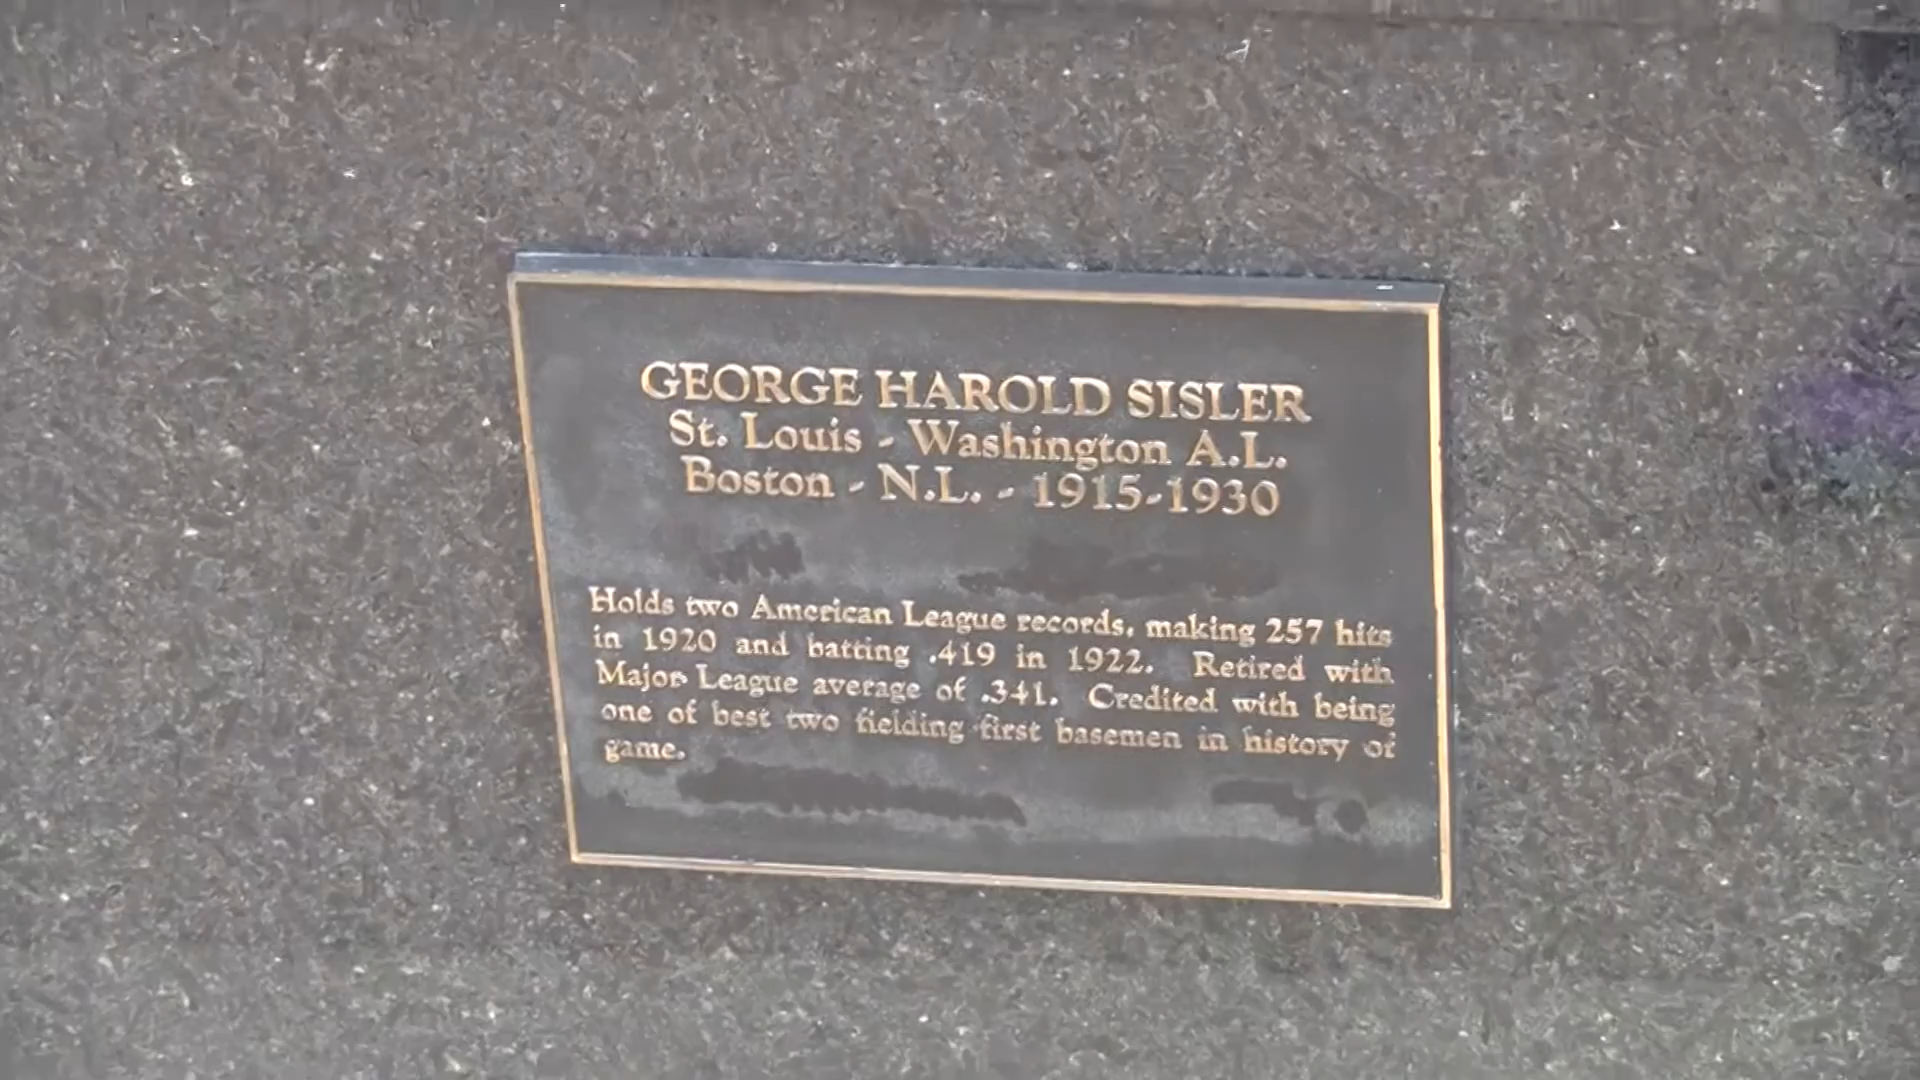 GEORGE HAROLD SISLER
St. Louis - Washington A.L.
Boston - N.L. - 1915-1930
Holds two American League records, making 257 hits
in 1920 and batting .419 in 1922. Retired with
Major League average of .341. Credited with being
one of best two fielding first basemen in history of
game.